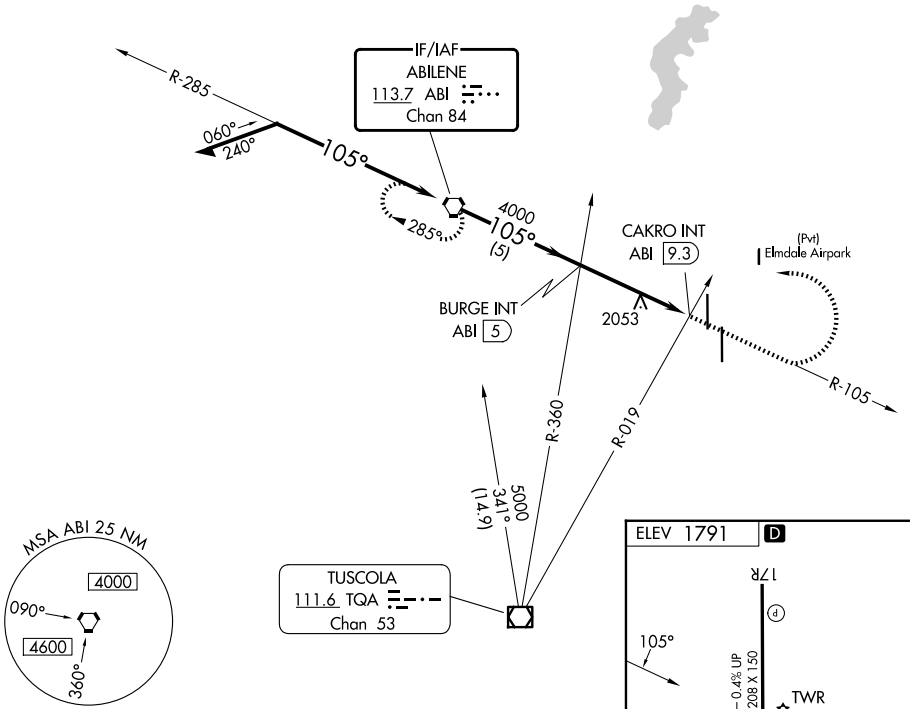 IF/IAF
ABILENE
113.7 ABI
Chan 84
R-285
060°
240°
105°
285°
4000
105°
(5)
CAKRO INT
ABI 9.3
(Pvt)
Elmdale Airpark
BURGE INT
ABI 5
2053
R-105
R-360
R-019
5000
341°
(14.9)
MSA ABI 25 NM
4000
090°
4600
360°
TUSCOLA
111.6 TQA
Chan 53
ELEV 1791 D
17R
P
105°
0.4% UP
208 X 150
TWR